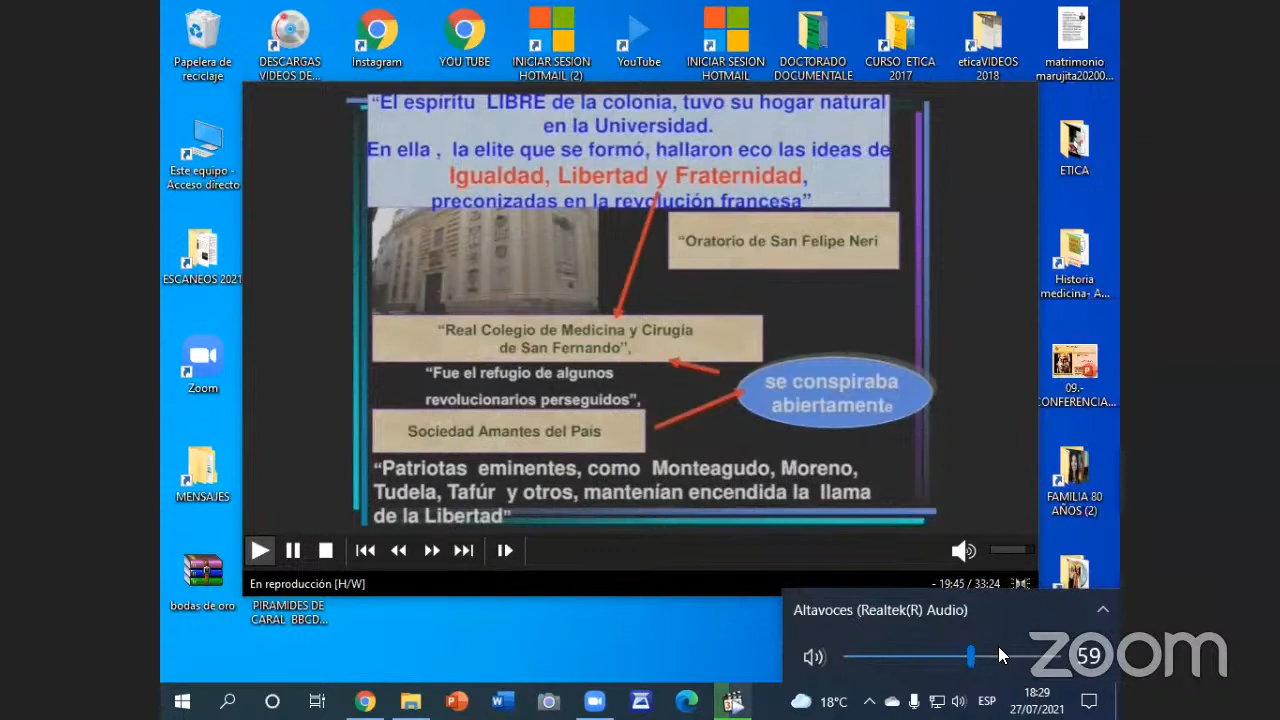 Papelera de
reciclaje
DESCARGAS
VIDEOS DE...
Instagram
YOU TUBE
INICIAR SESION
HOTMAIL (2)
YouTube
INICIAR SESION
HOTMAIL
DOCTORADO
DOCUMENTALE
CURSO ETICA
2017
eticaVIDEOS
2018
matrimonio
marujita20200...
Este equipo -
Acceso directo
ETICA
ESCANEOS 2021
Historia
medicina- A...
Zoom
09.-
CONFERENCIA...
MENSAJES
FAMILIA 80
AÑOS (2)
bodas de oro
PIRAMIDES DE
CARAL BBCD...
“El espíritu LIBRE de la colonia, tuvo su hogar natural
en la Universidad.
En ella , la elite que se formó, hallaron eco las ideas de
Igualdad, Libertad y Fraternidad,
preconizadas en la revolución francesa”
“Oratorio de San Felipe Neri
“Real Colegio de Medicina y Cirugía
de San Fernando”,
“Fue el refugio de algunos
revolucionarios perseguidos”,
se conspiraba
abiertamente
Sociedad Amantes del País
“Patriotas eminentes, como Monteagudo, Moreno,
Tudela, Tafúr y otros, mantenían encendida la llama
de la Libertad”
En reproducción [H/W]
- 19:45 / 33:24
Altavoces (Realtek(R) Audio)
59
zoom
18°C
ESP
18:29
27/07/2021